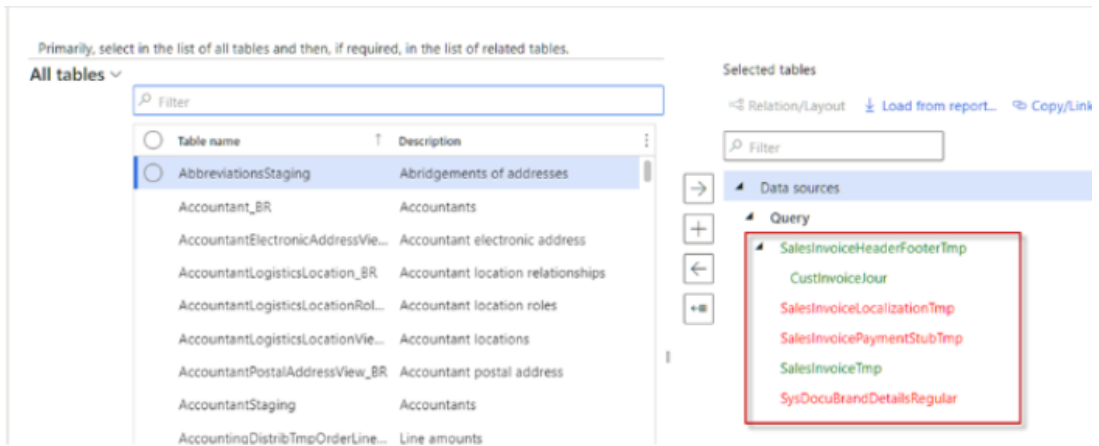 Primarily, select in the list of all tables and then, if required, in the list of related tables.
All tables
Filter
Table name Description
AbbreviationsStaging Abridgements of addresses
Accountant_BR Accountants
AccountantElectronicAddressVie... Accountant electronic address
AccountantLogisticsLocation_BR Accountant location relationships
AccountantLogisticsLocationRol... Accountant location roles
AccountantLogisticsLocationVie... Accountant locations
AccountantPostalAddressView_BR Accountant postal address
AccountantStaging Accountants
AccountingDistribTmpOrderLine... Line amounts
Selected tables
Relation/Layout Load from report... Copy/Link
Filter
Data sources
Query
SalesInvoiceHeaderFooterTmp
CustInvoiceJour
SalesInvoiceLocalizationTmp
SalesInvoicePaymentStubTmp
SalesInvoiceTmp
SysDocuBrandDetailsRegular